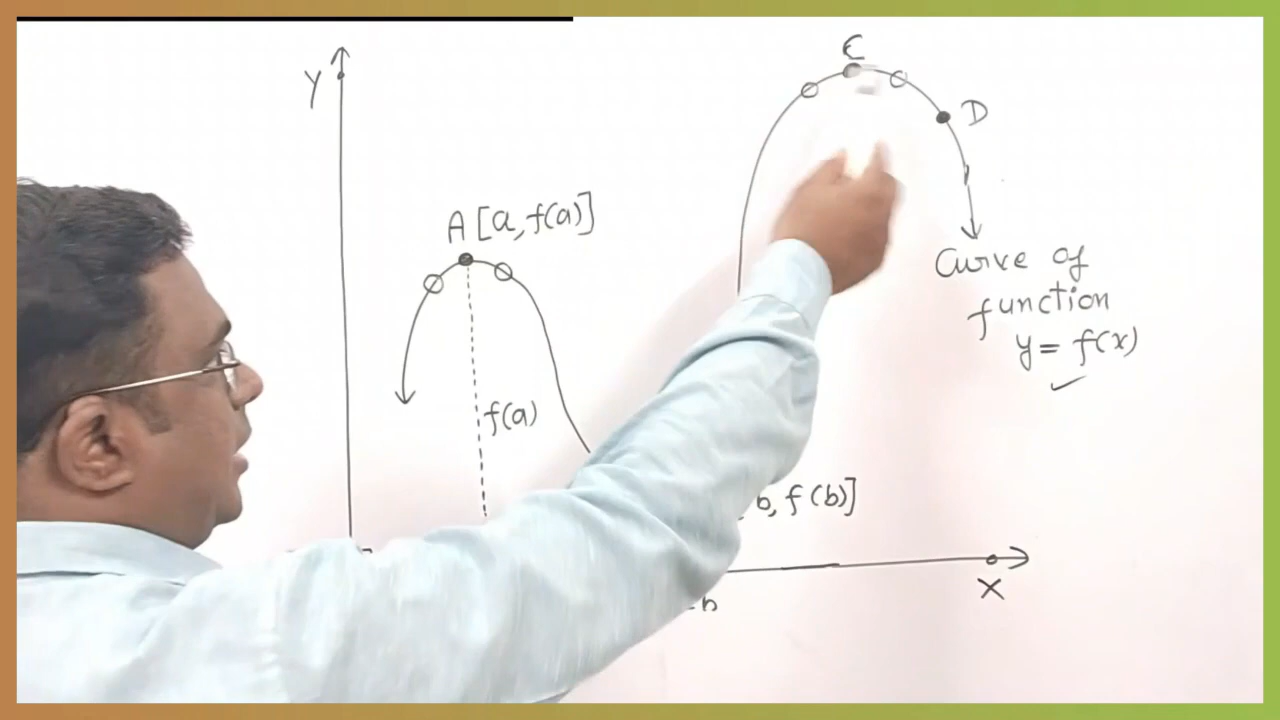 Y
C
D
A [a, f(a)]
Curve of
function
y = f(x)
f(a)
b, f(b)]
X
b